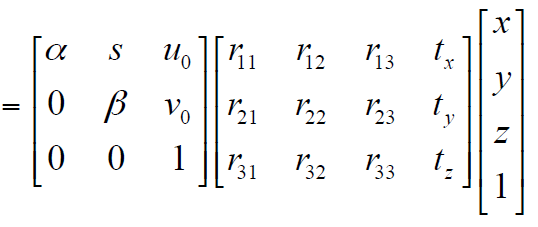 = [α s u₀; 0 β v₀; 0 0 1] [r₁₁ r₁₂ r₁₃ tₓ; r₂₁ r₂₂ r₂₃ t_y; r₃₁ r₃₂ r₃₃ t_z] [x; y; z; 1]